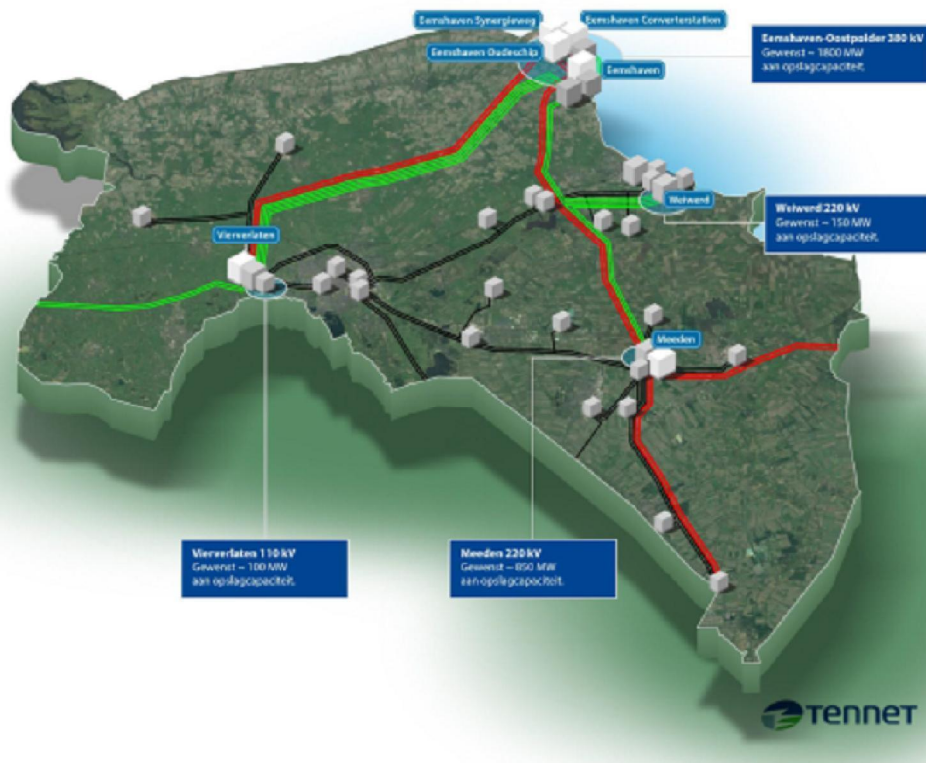 Eemshaven Synergieweg
Eemshaven Converterstation
Eemshaven Oudeschip
Eemshaven
Eemshaven-Oostpolder 380 kV
Gewenst ~ 1800 MW
aan opslagcapaciteit.
Weiwerd
Weiwerd 220 kV
Gewenst ~ 150 MW
aan opslagcapaciteit.
Vierverlaten
Meeden
Vierverlaten 110 kV
Gewenst ~ 100 MW
aan opslagcapaciteit.
Meeden 220 kV
Gewenst ~ 850 MW
aan opslagcapaciteit.
TENNET